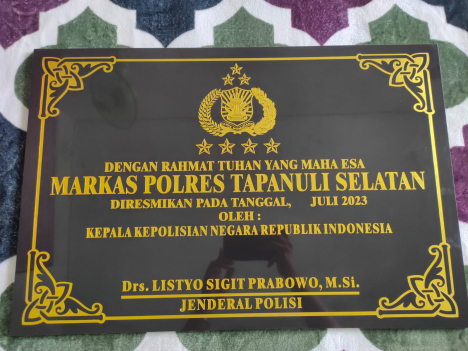 DENGAN RAHMAT TUHAN YANG MAHA ESA
MARKAS POLRES TAPANULI SELATAN
DIRESMIKAN PADA TANGGAL, JULI 2023
OLEH :
KEPALA KEPOLISIAN NEGARA REPUBLIK INDONESIA
Drs. LISTYO SIGIT PRABOWO, M.Si.
JENDERAL POLISI